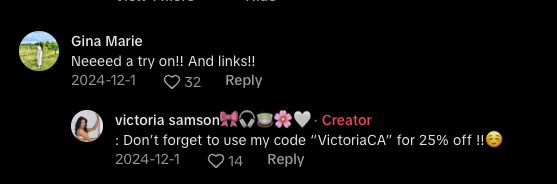 Gina Marie
Neeeed a try on!! And links!!
2024-12-1 32 Reply
victoria samson🎀🎧🍵🌸🤍 · Creator
: Don’t forget to use my code “VictoriaCA” for 25% off !!☺️
2024-12-1 14 Reply